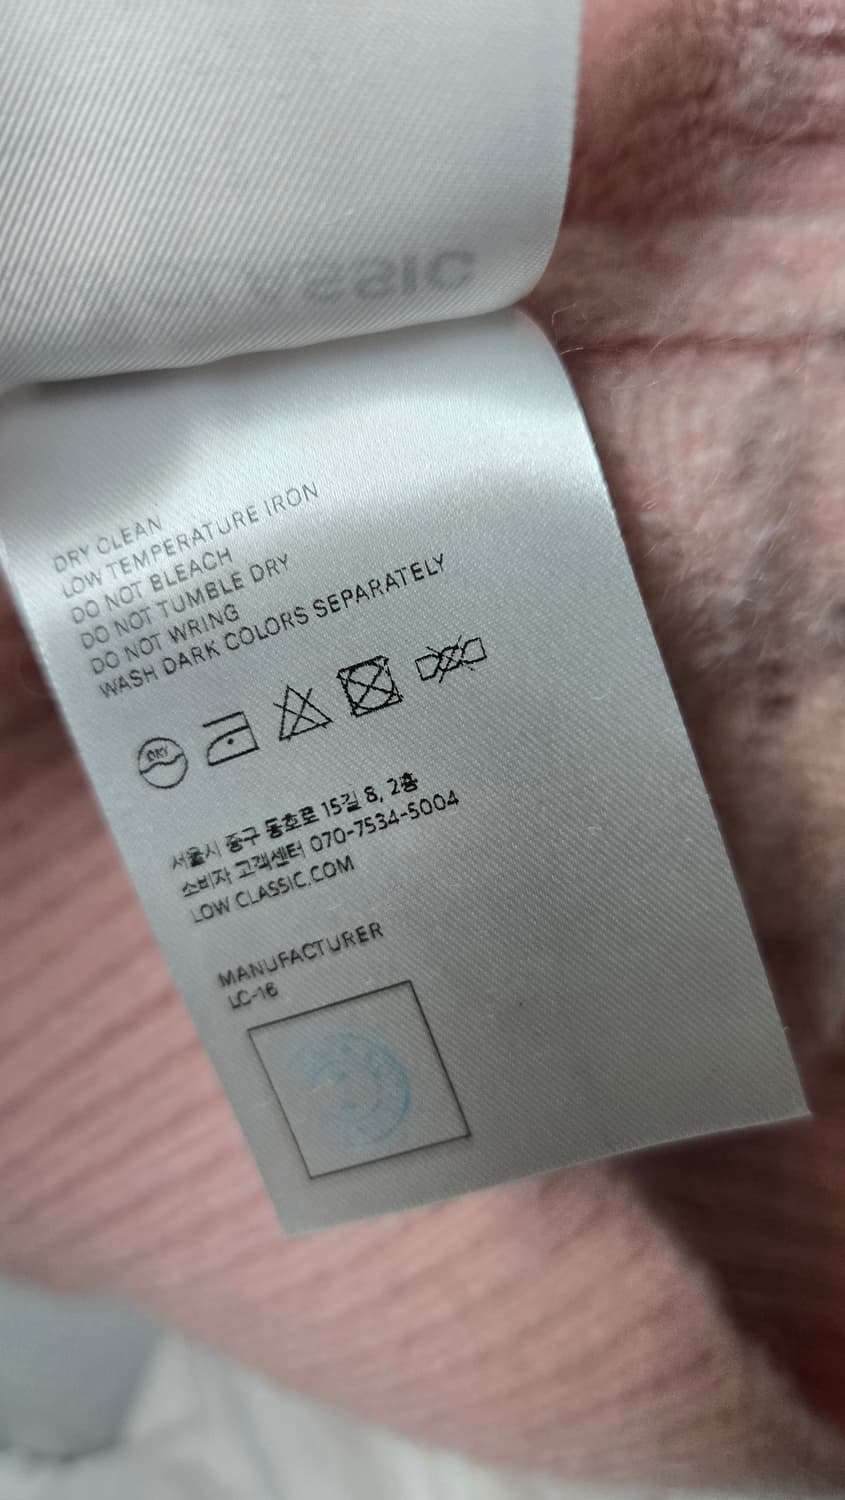 CLASSIC
DRY CLEAN
LOW TEMPERATURE IRON
DO NOT BLEACH
DO NOT TUMBLE DRY
DO NOT WRING
WASH DARK COLORS SEPARATELY
DRY
서울시 중구 동호로 15길 8, 2층
소비자 고객센터 070-7534-5004
LOW CLASSIC.COM
MANUFACTURER
LC-16